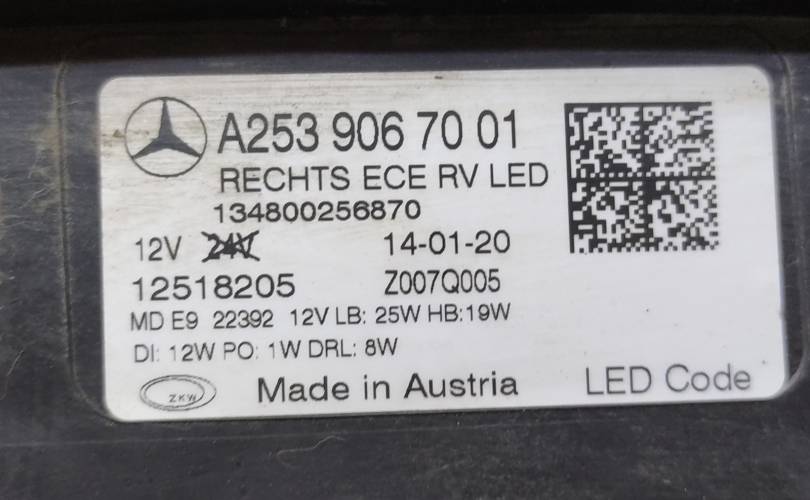 A253 906 70 01
RECHTS ECE RV LED
134800256870
12V 24V 14-01-20
12518205 Z007Q005
MD E9 22392 12V LB: 25W HB:19W
DI: 12W PO: 1W DRL: 8W
ZKW Made in Austria LED Code